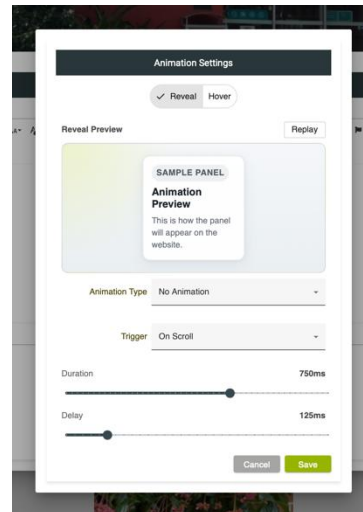 Animation Settings
Reveal Hover
Reveal Preview Replay
SAMPLE PANEL
Animation
Preview
This is how the panel
will appear on the
website.
Animation Type No Animation
Trigger On Scroll
Duration 750ms
Delay 125ms
Cancel Save